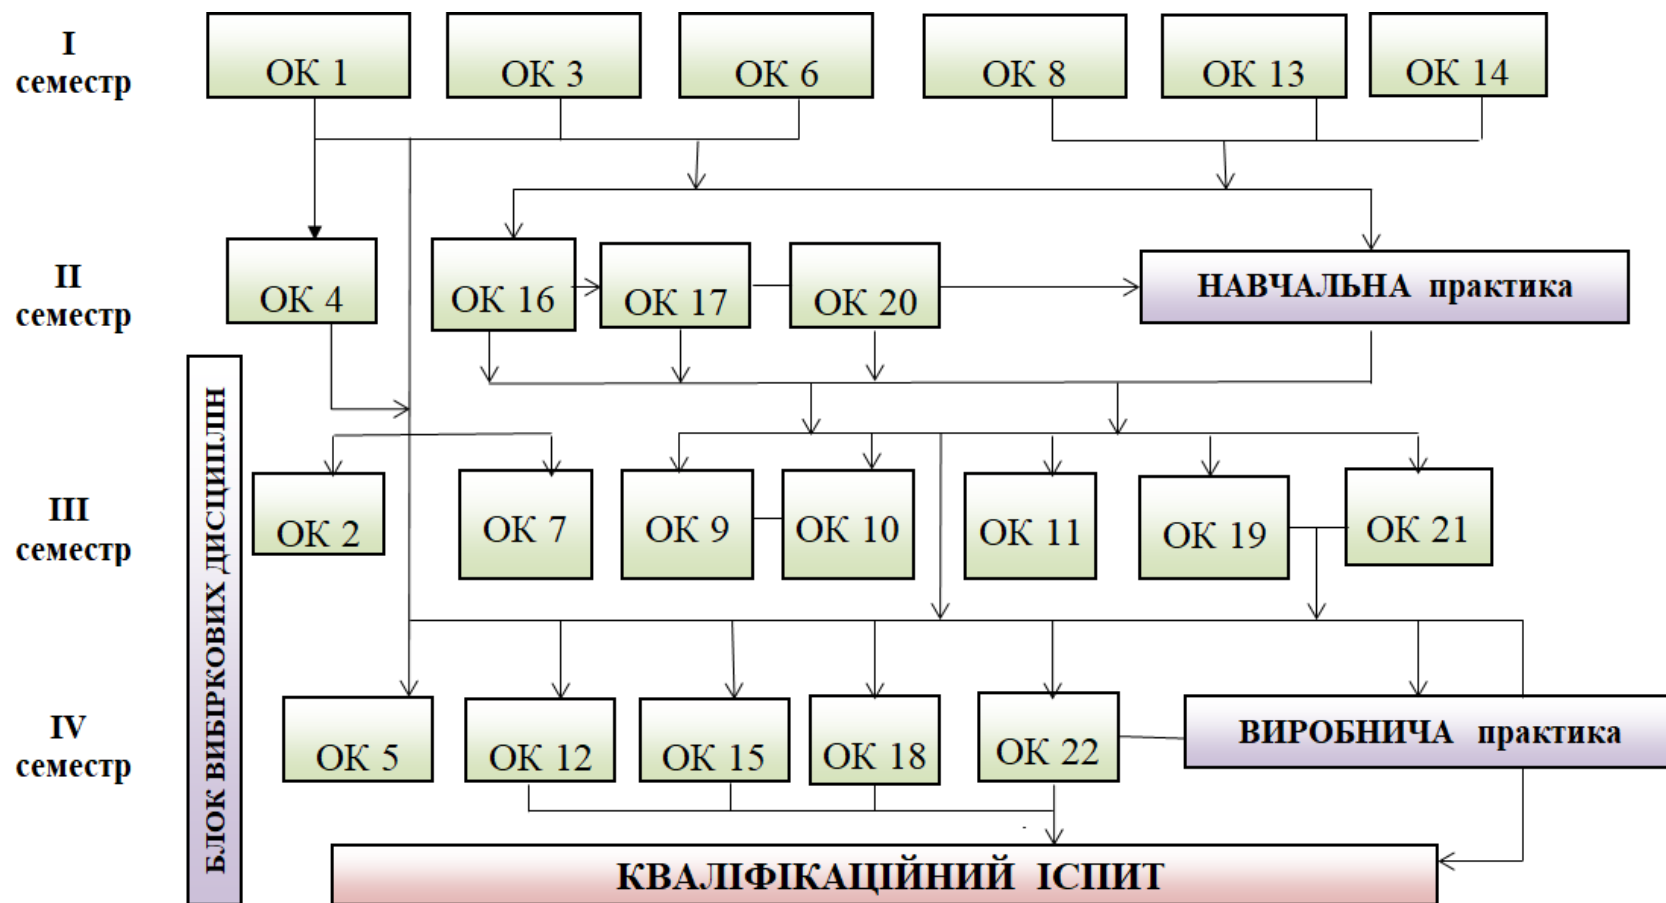 I
семестр
ОК 1
ОК 3
ОК 6
ОК 8
ОК 13
ОК 14
II
семестр
ОК 4
ОК 16
ОК 17
ОК 20
НАВЧАЛЬНА практика
БЛОК ВИБІРКОВИХ ДИСЦИПЛІН
III
семестр
ОК 2
ОК 7
ОК 9
ОК 10
ОК 11
ОК 19
ОК 21
IV
семестр
ОК 5
ОК 12
ОК 15
ОК 18
ОК 22
ВИРОБНИЧА практика
КВАЛІФІКАЦІЙНИЙ ІСПИТ